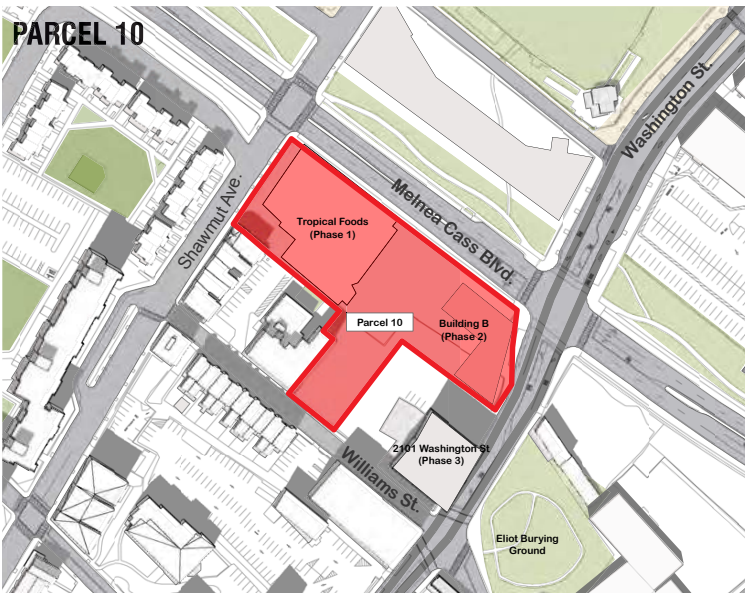 PARCEL 10
Washington St.
Melnea Cass Blvd.
Shawmut Ave.
Tropical Foods
(Phase 1)
Parcel 10
Building B
(Phase 2)
2101 Washington St
(Phase 3)
Williams St.
Eliot Burying
Ground